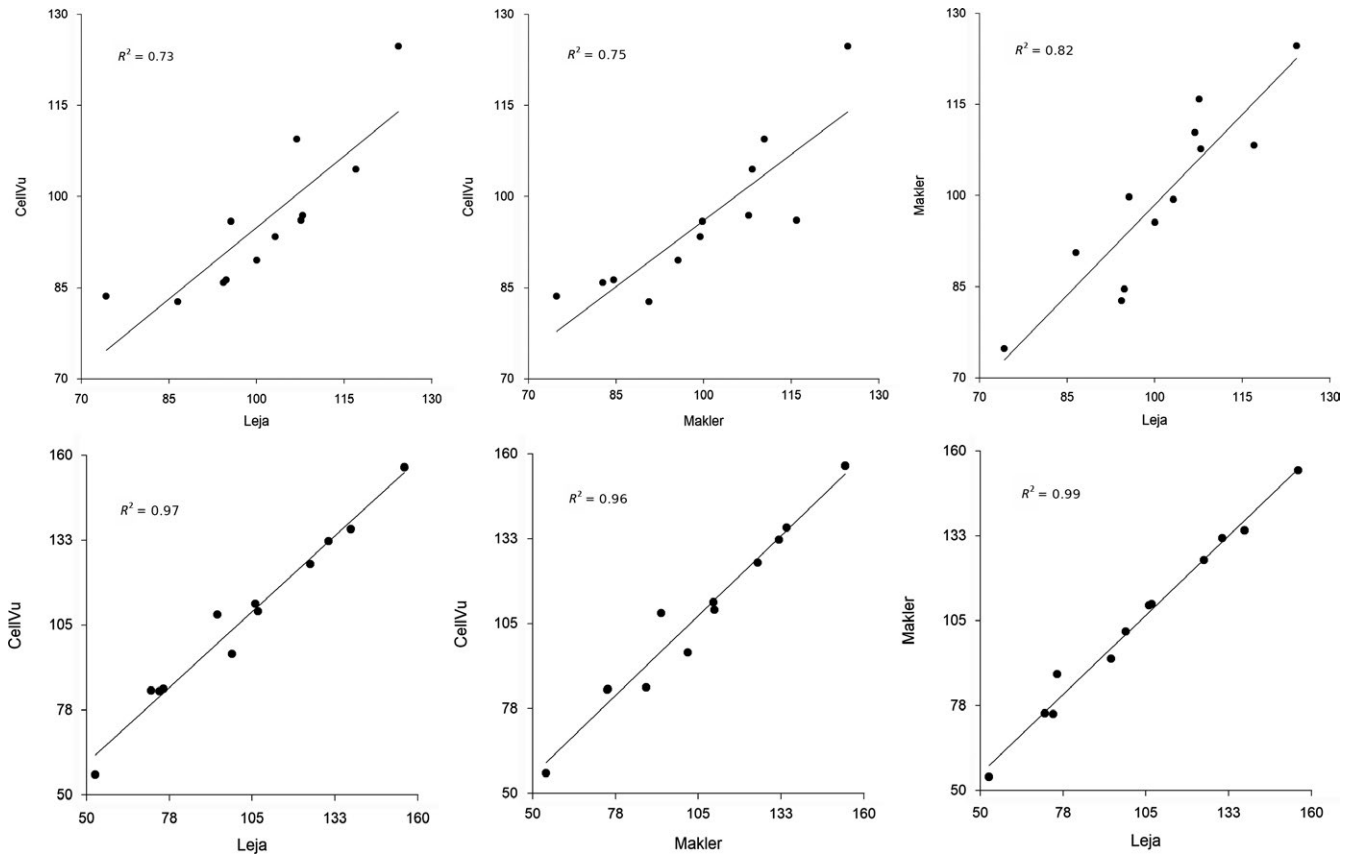 130
115
100
85
70
CellVu
R² = 0.73
70 85 100 115 130
Leja
130
115
100
85
70
CellVu
R² = 0.75
70 85 100 115 130
Makler
130
115
100
85
70
Makler
R² = 0.82
70 85 100 115 130
Leja
160
133
105
78
50
CellVu
R² = 0.97
50 78 105 133 160
Leja
160
133
105
78
50
CellVu
R² = 0.96
50 78 105 133 160
Makler
160
133
105
78
50
Makler
R² = 0.99
50 78 105 133 160
Leja